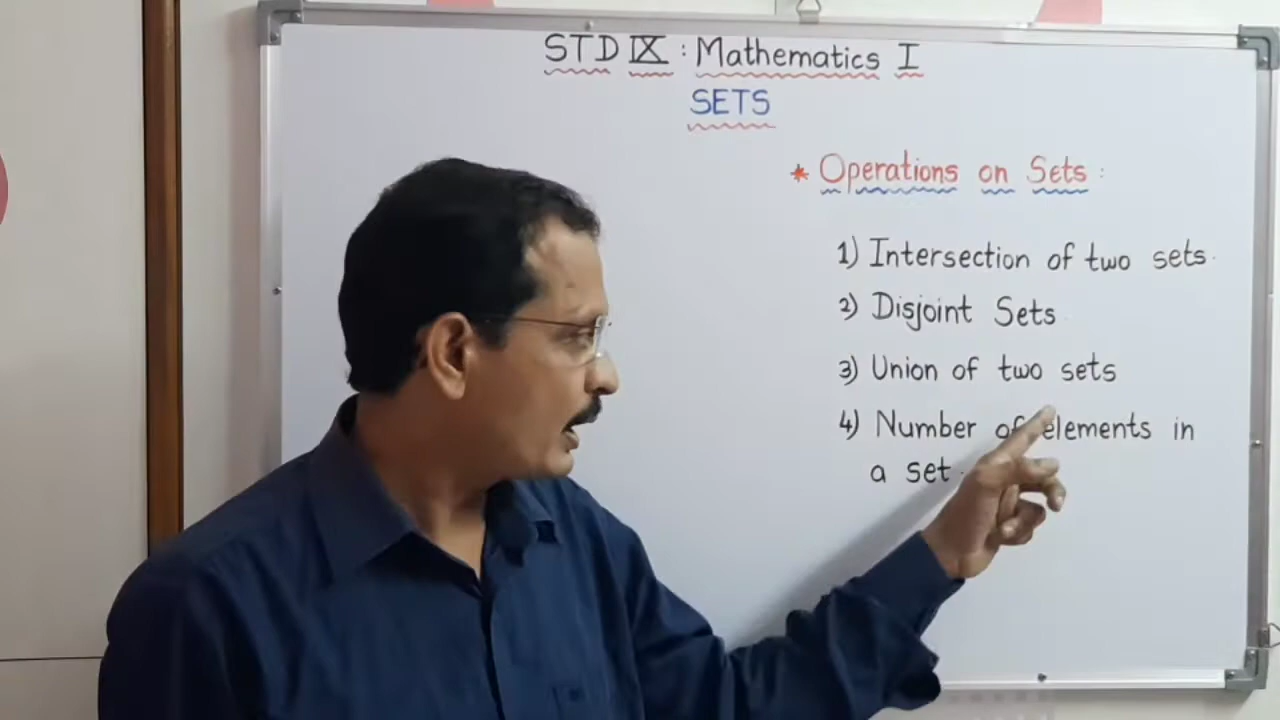 STD IX : Mathematics I
SETS
* Operations on Sets :
1) Intersection of two sets.
2) Disjoint Sets
3) Union of two sets
4) Number of elements in
a set.